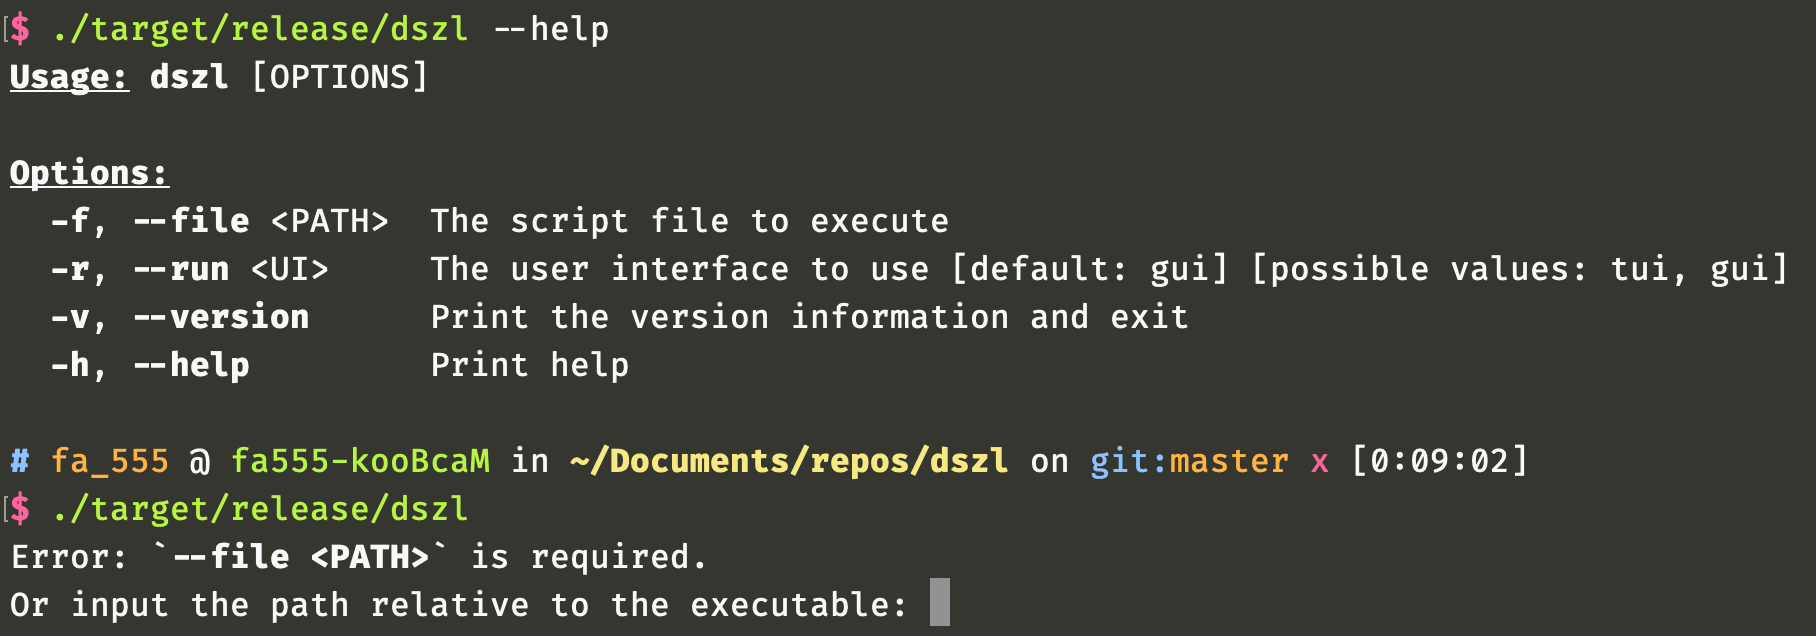 $ ./target/release/dszl --help
Usage: dszl [OPTIONS]
Options:
-f, --file <PATH>  The script file to execute
-r, --run <UI>     The user interface to use [default: gui] [possible values: tui, gui]
-v, --version      Print the version information and exit
-h, --help         Print help
# fa_555 @ fa555-kooBcaM in ~/Documents/repos/dszl on git:master x [0:09:02]
$ ./target/release/dszl
Error: `--file <PATH>` is required.
Or input the path relative to the executable: